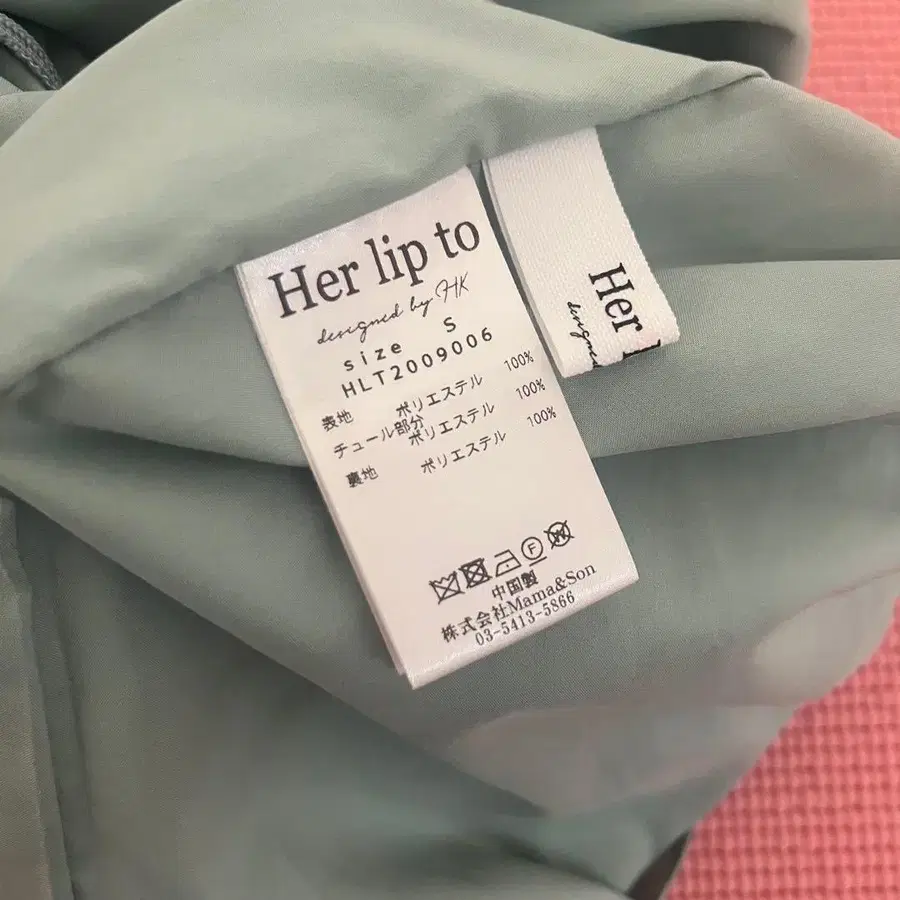 Her lip to
designed by HK
size S
HLT2009006
表地 ポリエステル 100%
チュール部分 ポリエステル 100%
裏地 ポリエステル 100%
F
W
中国製
株式会社Mama&Son
03-5413-5866
Her
designed